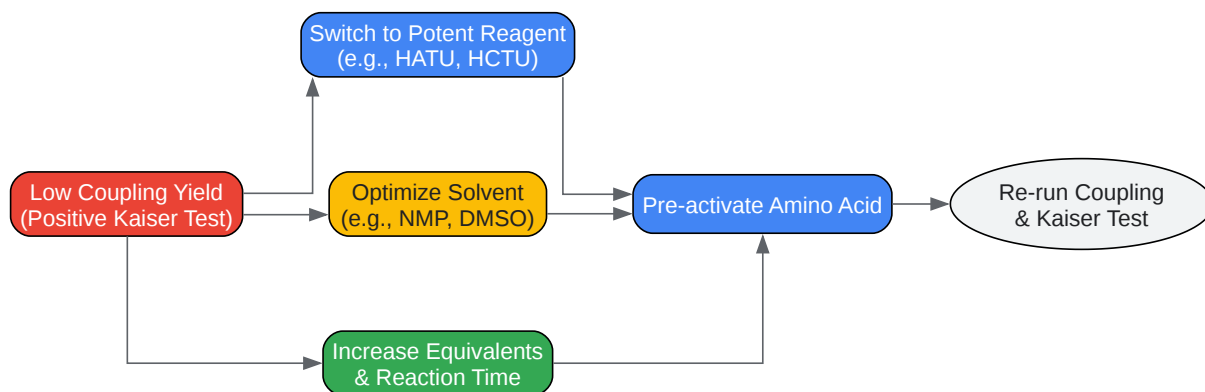 Switch to Potent Reagent
(e.g., HATU, HCTU)
Low Coupling Yield
(Positive Kaiser Test)
Optimize Solvent
(e.g., NMP, DMSO)
Pre-activate Amino Acid
Re-run Coupling
& Kaiser Test
Increase Equivalents
& Reaction Time